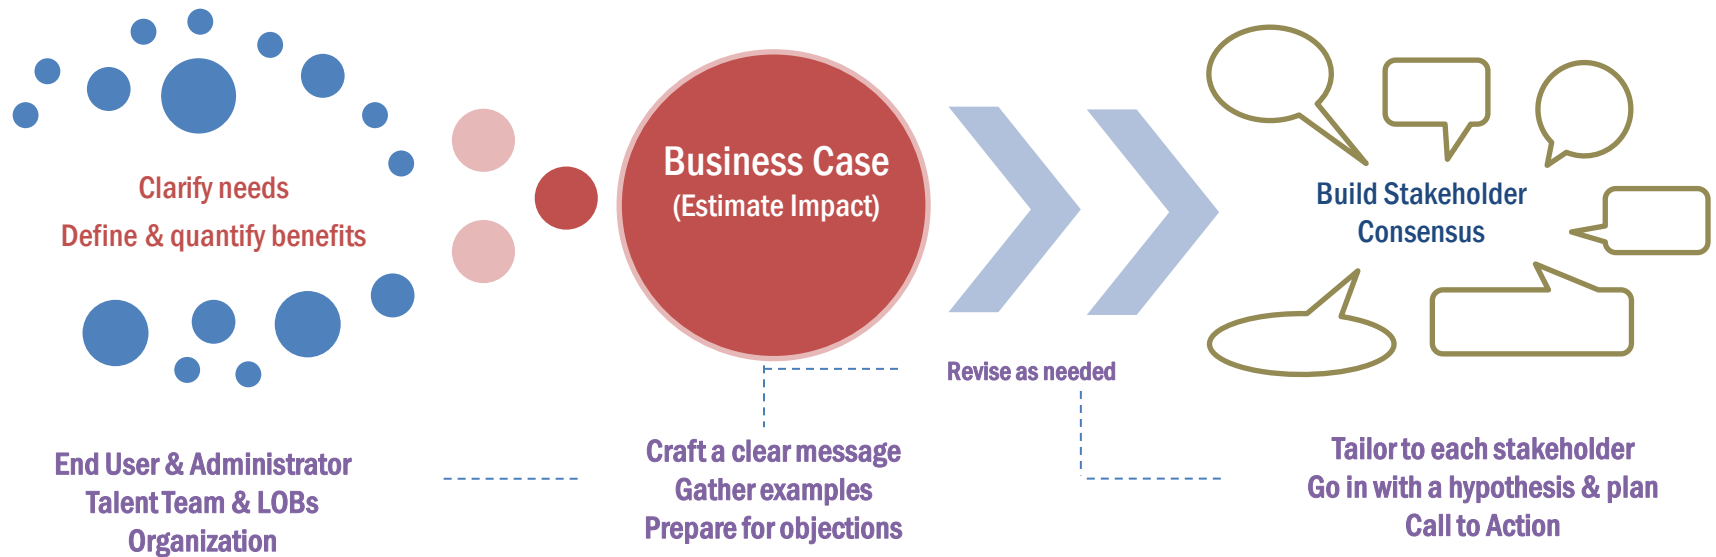 Clarify needs
Define & quantify benefits
Business Case
(Estimate Impact)
Build Stakeholder
Consensus
Revise as needed
End User & Administrator
Talent Team & LOBs
Organization
Craft a clear message
Gather examples
Prepare for objections
Tailor to each stakeholder
Go in with a hypothesis & plan
Call to Action